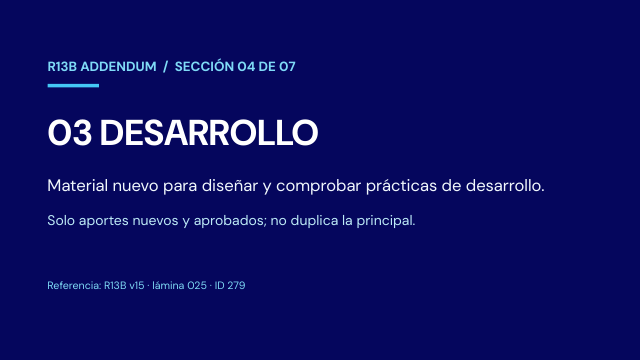 R13B ADDENDUM / SECCIÓN 04 DE 07
03 DESARROLLO
Material nuevo para diseñar y comprobar prácticas de desarrollo.
Solo aportes nuevos y aprobados; no duplica la principal.
Referencia: R13B v15 · lámina 025 · ID 279